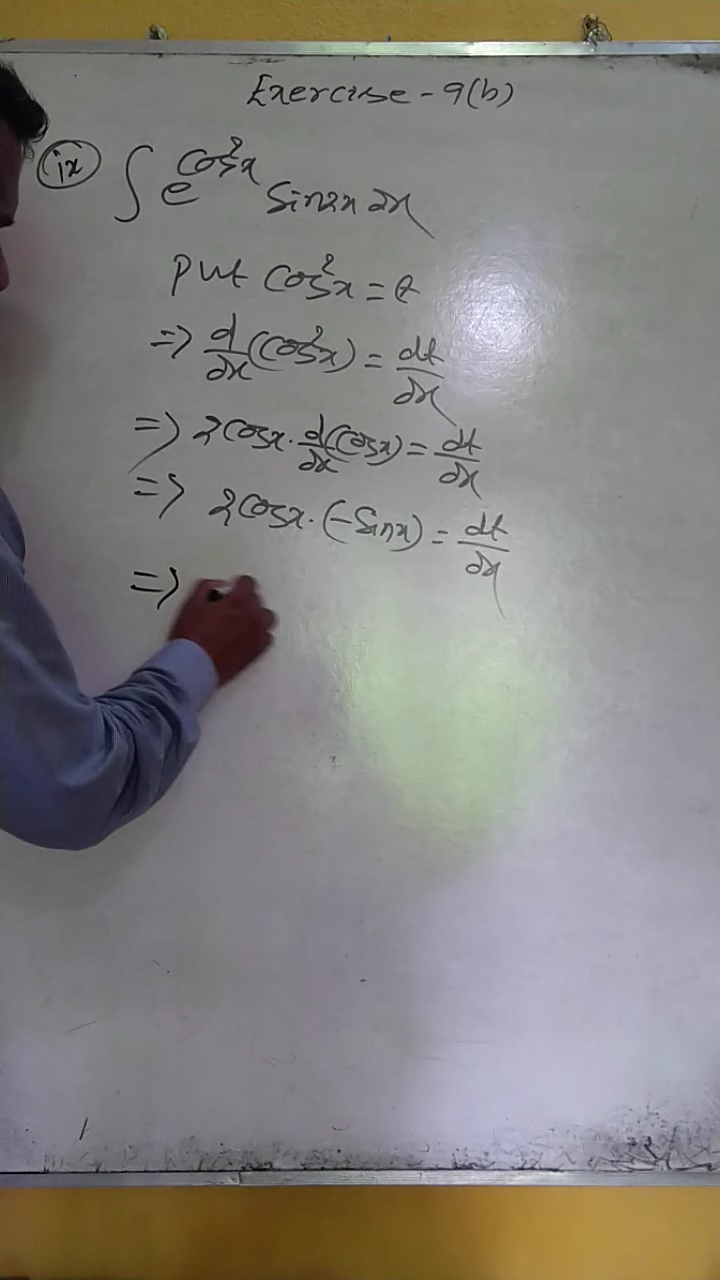 Exercise - 9(b)
ix ∫ e^cos²x sin2x dx
Put cos²x = t
=> d/dx (cos²x) = dt/dx
=> 2cosx . d/dx (cosx) = dt/dx
=> 2cosx . (-sinx) = dt/dx
=>